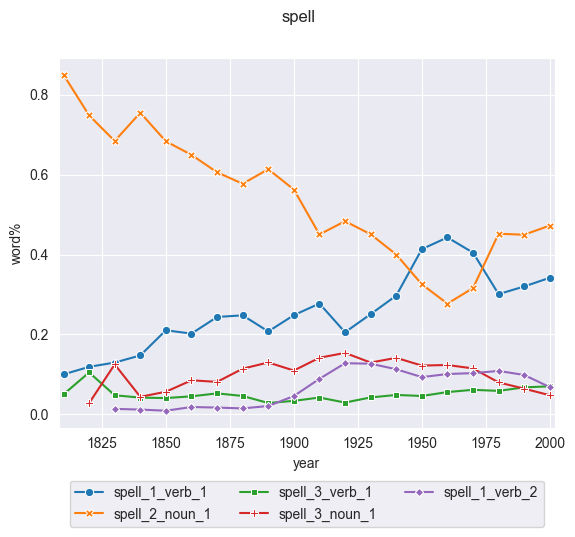 spell
0.8
0.6
0.4
0.2
0.0
word%
1825 1850 1875 1900 1925 1950 1975 2000
year
spell_1_verb_1 spell_3_verb_1 spell_1_verb_2
spell_2_noun_1 spell_3_noun_1